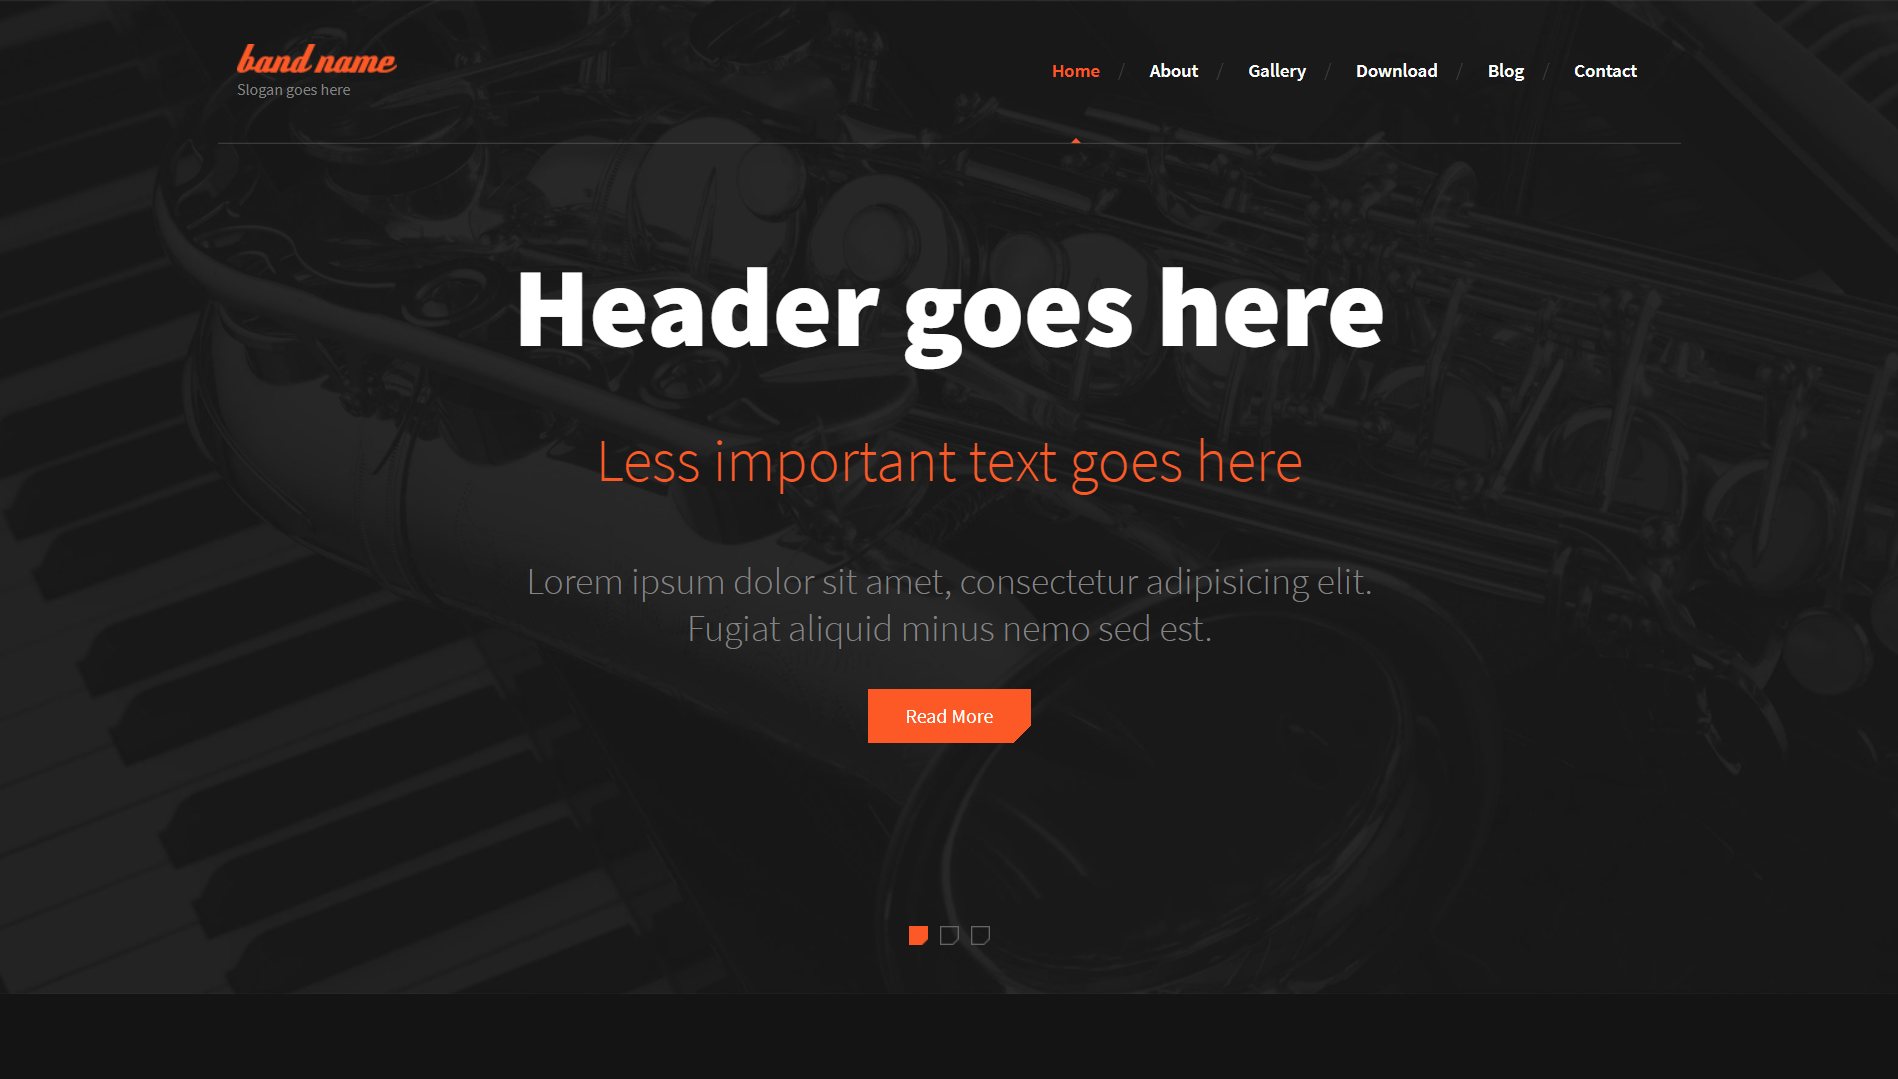 band name
Slogan goes here
Home / About / Gallery / Download / Blog / Contact
Header goes here
Less important text goes here
Lorem ipsum dolor sit amet, consectetur adipisicing elit.
Fugiat aliquid minus nemo sed est.
Read More